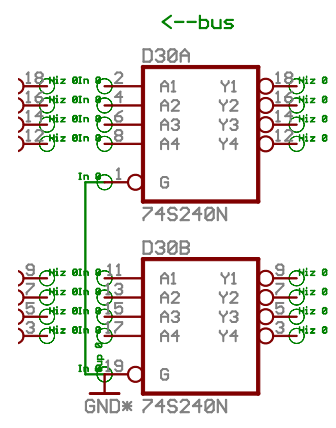 <--bus
D30A
18 Hiz 0 In 0 2 A1 Y1 18 Hiz 0
16 Hiz 0 In 0 4 A2 Y2 16 Hiz 0
14 Hiz 0 In 0 6 A3 Y3 14 Hiz 0
12 Hiz 0 In 0 8 A4 Y4 12 Hiz 0
In 0 1 G
74S240N
D30B
9 Hiz 0 In 0 11 A1 Y1 9 Hiz 0
7 Hiz 0 In 0 13 A2 Y2 7 Hiz 0
5 Hiz 0 In 0 15 A3 Y3 5 Hiz 0
3 Hiz 0 In 0 17 A4 Y4 3 Hiz 0
In 0 19 G
GND* 74S240N